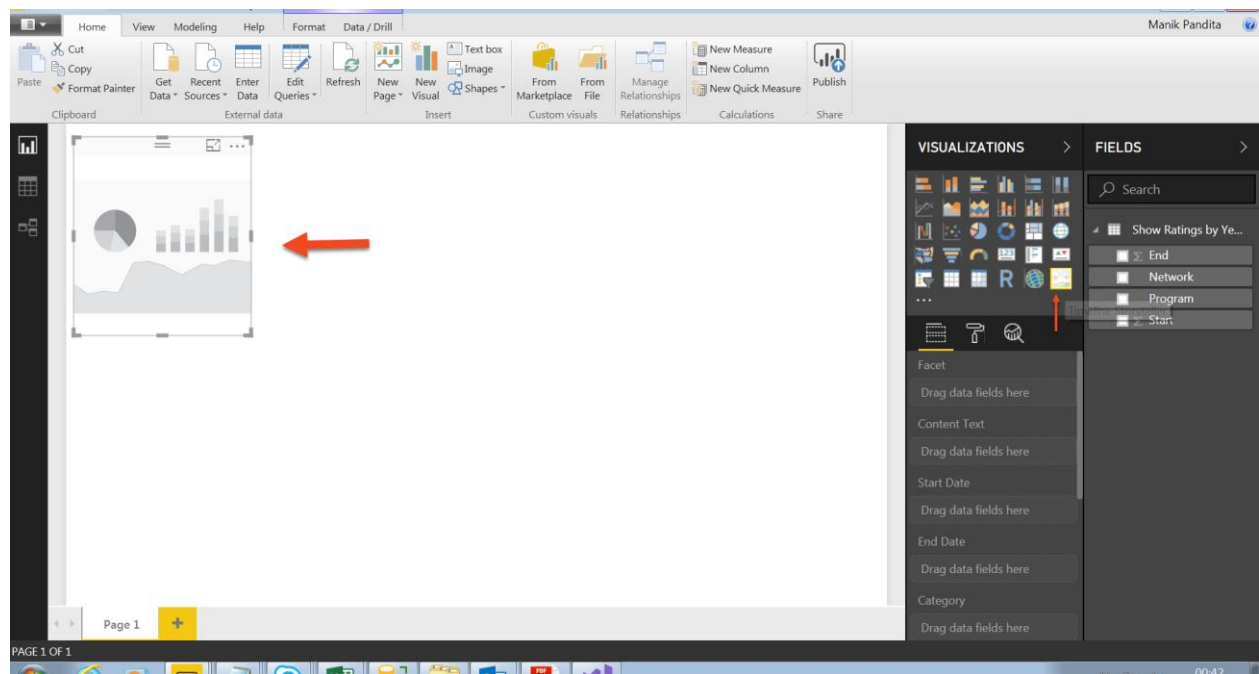 Home View Modeling Help Format Data / Drill Manik Pandita
Paste
Cut
Copy
Format Painter
Clipboard
Get Data
Recent Sources
Enter Data
Edit Queries
Refresh
External data
New Page
New Visual
Text box
Image
Shapes
Insert
From Marketplace
From File
Custom visuals
Manage Relationships
Relationships
New Measure
New Column
New Quick Measure
Calculations
Publish
Share
VISUALIZATIONS
123
R
Facet
Drag data fields here
Content Text
Drag data fields here
Start Date
Drag data fields here
End Date
Drag data fields here
Category
Drag data fields here
FIELDS
Search
Show Ratings by Ye...
Σ End
Network
Program
Σ Start
Page 1 +
PAGE 1 OF 1
PDF
00:42